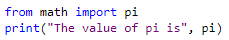 from math import pi
print("The value of pi is", pi)